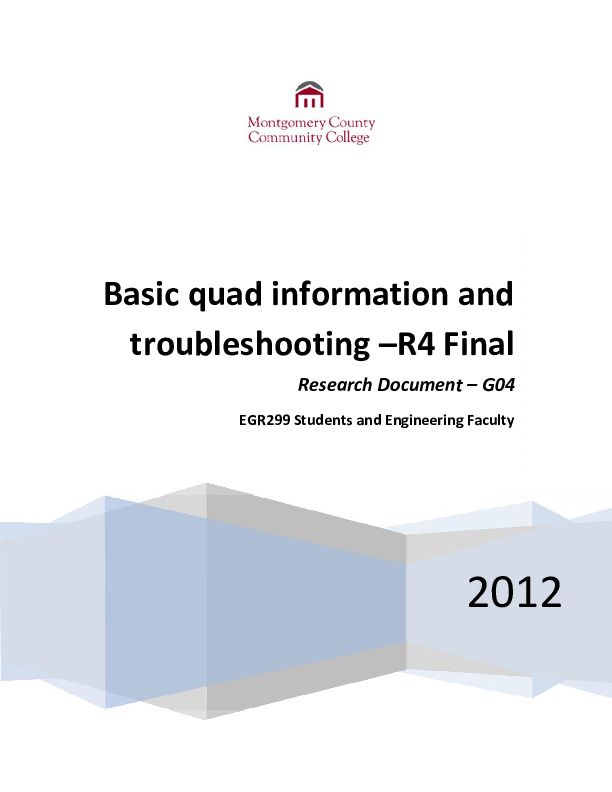 Montgomery County
Community College
Basic quad information and
troubleshooting –R4 Final
Research Document – G04
EGR299 Students and Engineering Faculty
2012